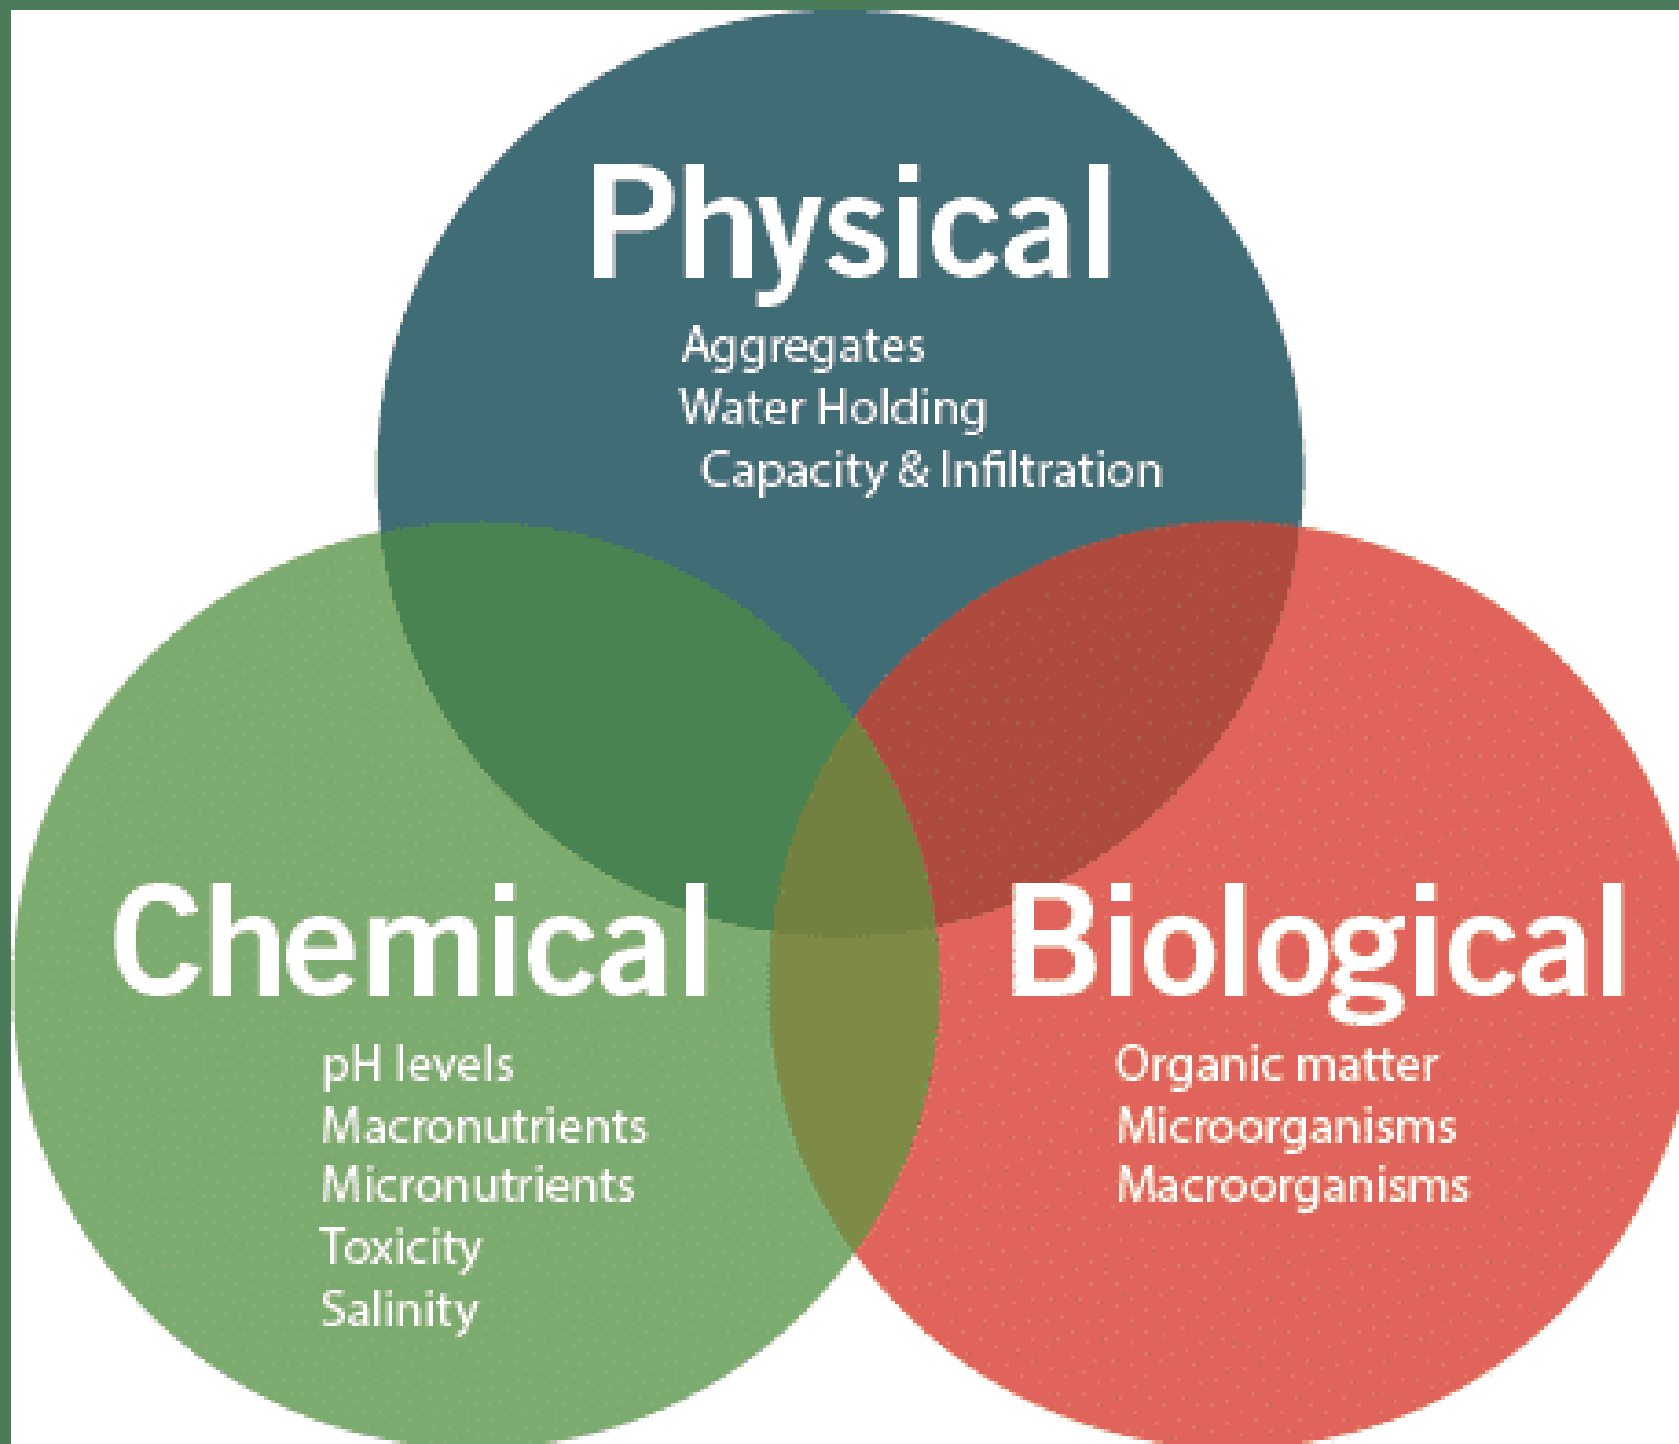 Physical
Aggregates
Water Holding
Capacity & Infiltration
Chemical
pH levels
Macronutrients
Micronutrients
Toxicity
Salinity
Biological
Organic matter
Microorganisms
Macroorganisms